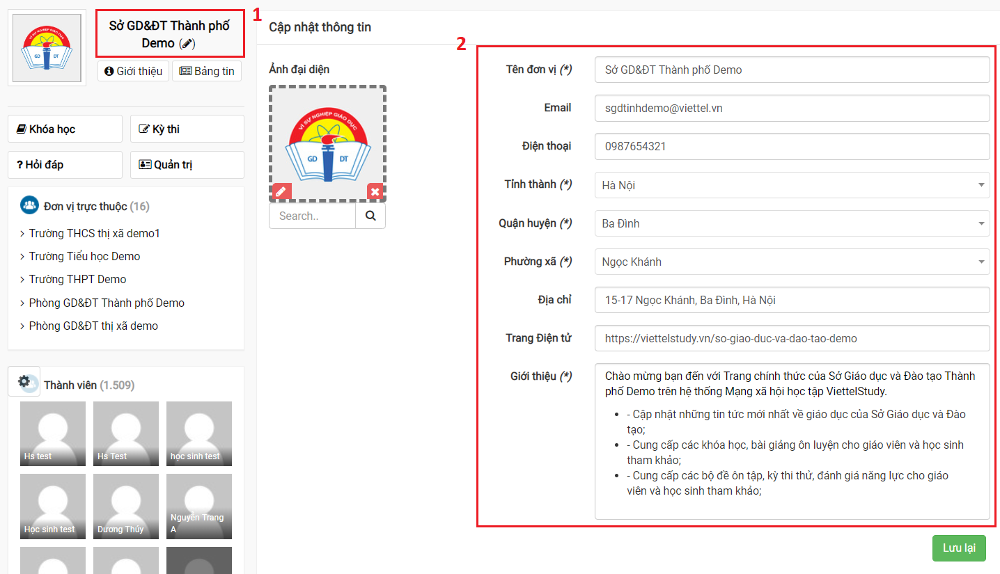 Sở GD&ĐT Thành phố
Demo ()
1
Giới thiệu
Bảng tin
Khóa học
Kỳ thi
? Hỏi đáp
Quản trị
Đơn vị trực thuộc (16)
> Trường THCS thị xã demo1
> Trường Tiểu học Demo
> Trường THPT Demo
> Phòng GD&ĐT Thành phố Demo
> Phòng GD&ĐT thị xã demo
Thành viên (1.509)
Hs test
Hs Test
học sinh test
Học sinh test
Dương Thúy
Nguyễn Trang
A
Cập nhật thông tin
Ảnh đại diện
VÌ SỰ NGHIỆP GIÁO DỤC
GD
DT
Search..
2
Tên đơn vị (*)
Sở GD&ĐT Thành phố Demo
Email
sgdtinhdemo@viettel.vn
Điện thoại
0987654321
Tỉnh thành (*)
Hà Nội
Quận huyện (*)
Ba Đình
Phường xã (*)
Ngọc Khánh
Địa chỉ
15-17 Ngọc Khánh, Ba Đình, Hà Nội
Trang Điện tử
https://viettelstudy.vn/so-giao-duc-va-dao-tao-demo
Giới thiệu (*)
Chào mừng bạn đến với Trang chính thức của Sở Giáo dục và Đào tạo Thành
phố Demo trên hệ thống Mạng xã hội học tập ViettelStudy.
• - Cập nhật những tin tức mới nhất về giáo dục của Sở Giáo dục và Đào
tạo;
• - Cung cấp các khóa học, bài giảng ôn luyện cho giáo viên và học sinh
tham khảo;
• - Cung cấp các bộ đề ôn tập, kỳ thi thử, đánh giá năng lực cho giáo
viên và học sinh tham khảo;
Lưu lại